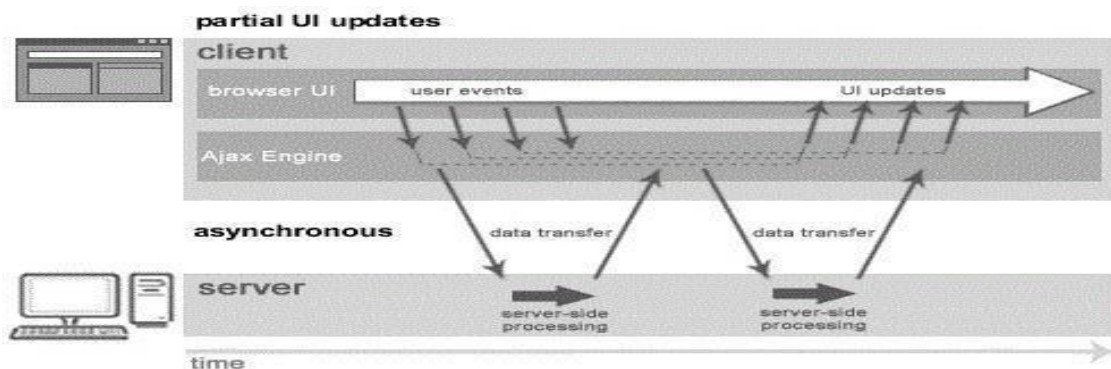 partial UI updates
client
browser UI
user events
UI updates
Ajax Engine
asynchronous
data transfer
data transfer
server
server-side
processing
server-side
processing
time